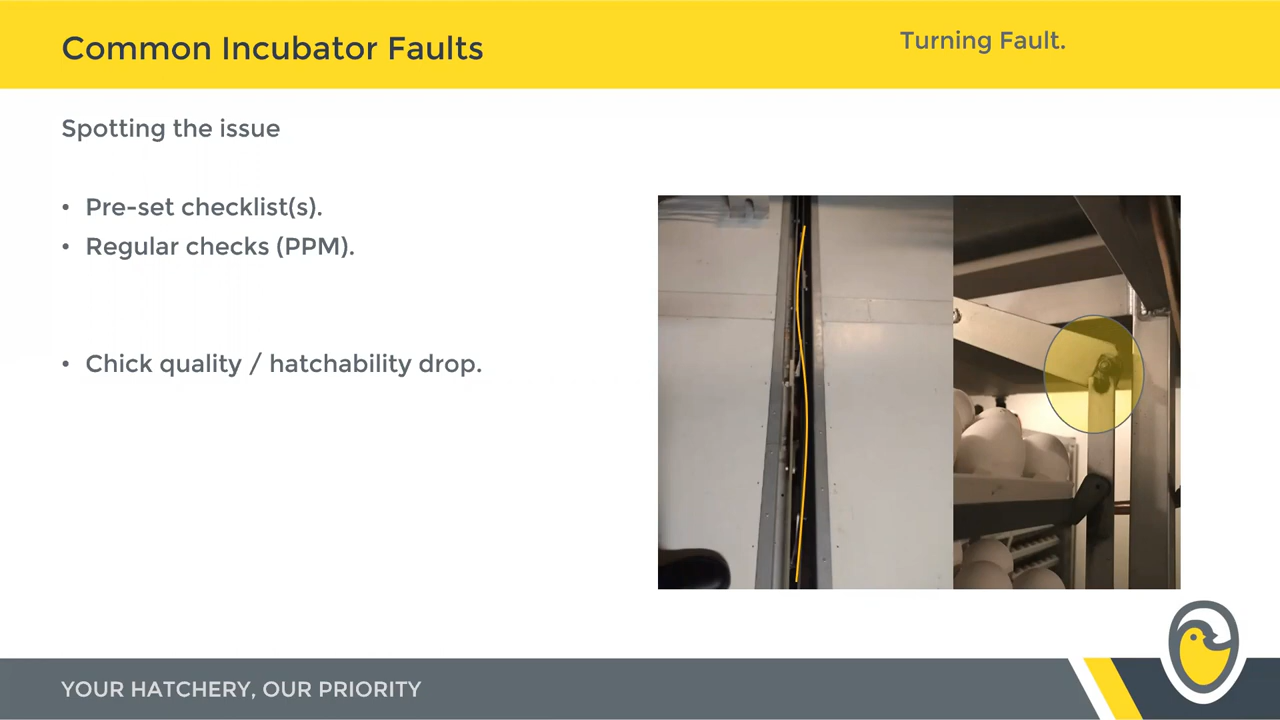 Common Incubator Faults
Turning Fault.
Spotting the issue
• Pre-set checklist(s).
• Regular checks (PPM).
• Chick quality / hatchability drop.
YOUR HATCHERY, OUR PRIORITY